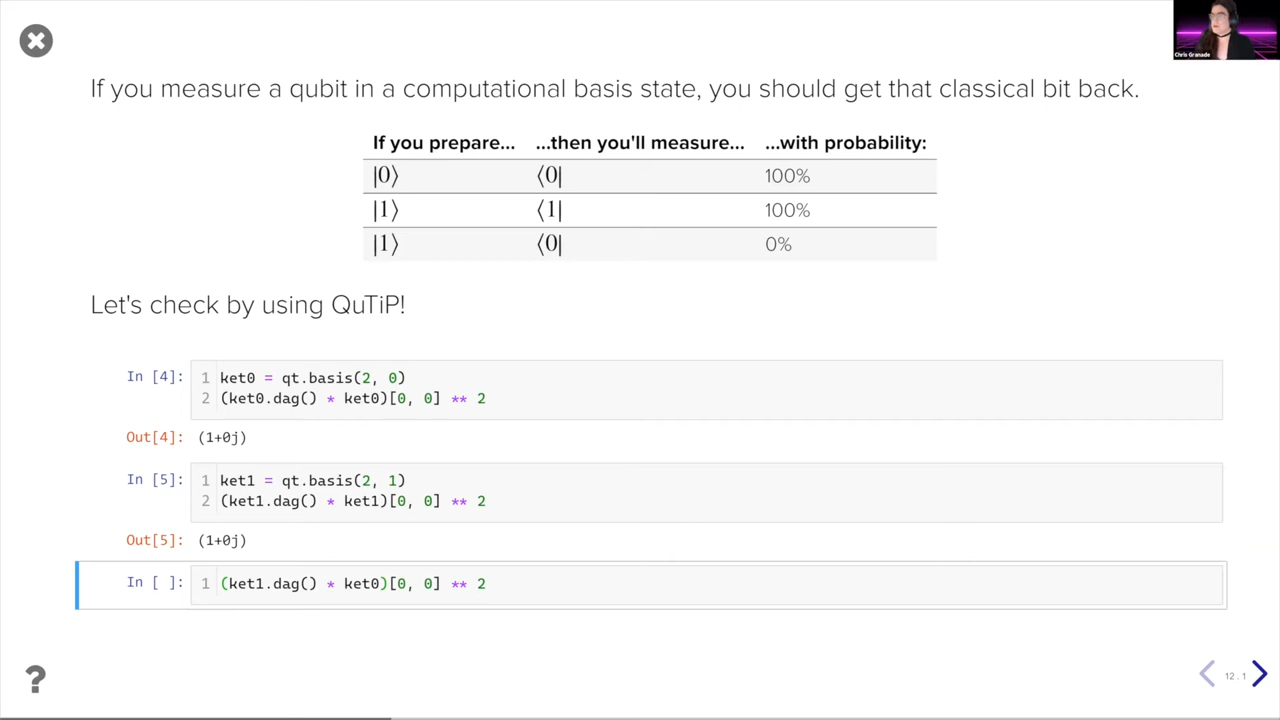 Chris Granade
If you measure a qubit in a computational basis state, you should get that classical bit back.
If you prepare... ...then you'll measure... ...with probability:
|0⟩ ⟨0| 100%
|1⟩ ⟨1| 100%
|1⟩ ⟨0| 0%
Let's check by using QuTiP!
In [4]: 1 ket0 = qt.basis(2, 0)
2 (ket0.dag() * ket0)[0, 0] ** 2
Out[4]: (1+0j)
In [5]: 1 ket1 = qt.basis(2, 1)
2 (ket1.dag() * ket1)[0, 0] ** 2
Out[5]: (1+0j)
In [ ]: 1 (ket1.dag() * ket0)[0, 0] ** 2
?
12.1